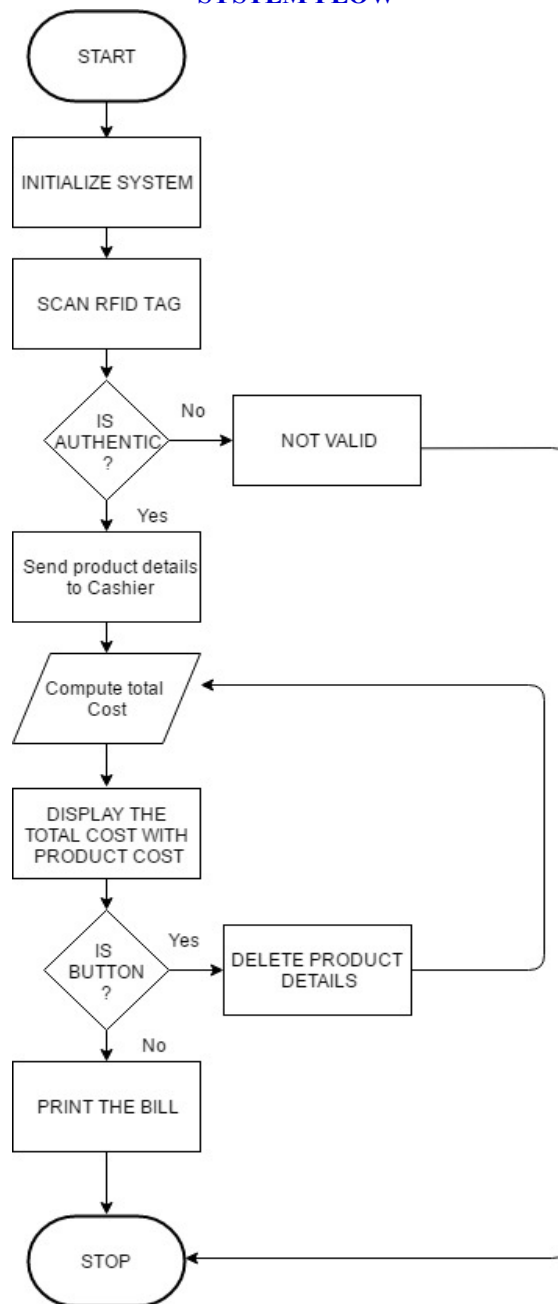 SYSTEM FLOW
START
INITIALIZE SYSTEM
SCAN RFID TAG
IS
AUTHENTIC
?
No
NOT VALID
Yes
Send product details
to Cashier
Compute total
Cost
DISPLAY THE
TOTAL COST WITH
PRODUCT COST
IS
BUTTON
?
Yes
DELETE PRODUCT
DETAILS
No
PRINT THE BILL
STOP